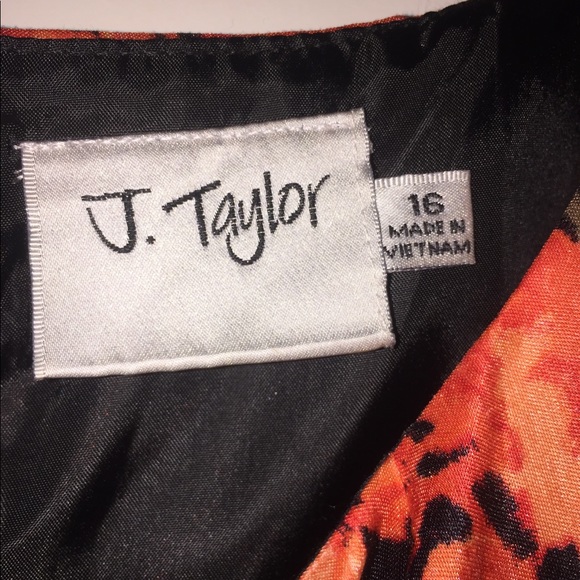 J. Taylor
16
MADE IN
VIETNAM